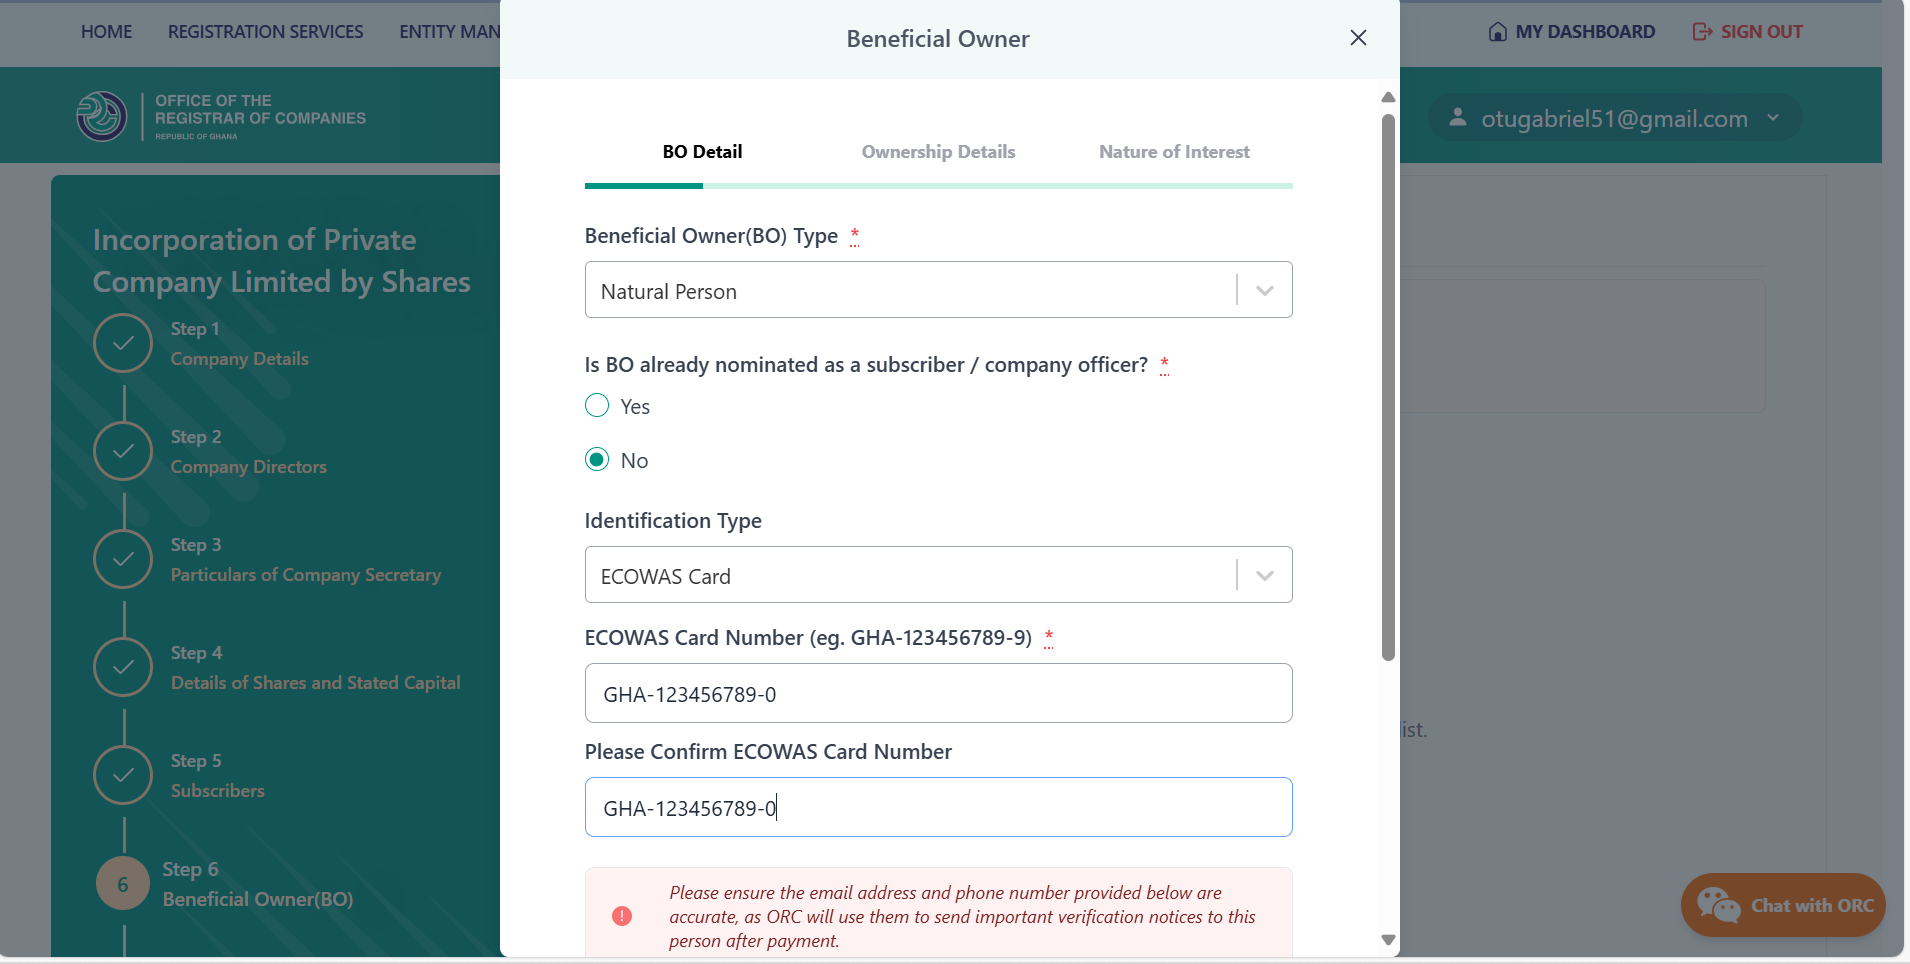 HOME
REGISTRATION SERVICES
ENTITY MAN
Beneficial Owner
MY DASHBOARD
SIGN OUT
OFFICE OF THE
REGISTRAR OF COMPANIES
REPUBLIC OF GHANA
otugabriel51@gmail.com
Incorporation of Private
Company Limited by Shares
Step 1
Company Details
Step 2
Company Directors
Step 3
Particulars of Company Secretary
Step 4
Details of Shares and Stated Capital
Step 5
Subscribers
6
Step 6
Beneficial Owner(BO)
BO Detail
Ownership Details
Nature of Interest
Beneficial Owner(BO) Type *
Natural Person
Is BO already nominated as a subscriber / company officer? *
Yes
No
Identification Type
ECOWAS Card
ECOWAS Card Number (eg. GHA-123456789-9) *
GHA-123456789-0
Please Confirm ECOWAS Card Number
GHA-123456789-0
Please ensure the email address and phone number provided below are
accurate, as ORC will use them to send important verification notices to this
person after payment.
list.
Chat with ORC